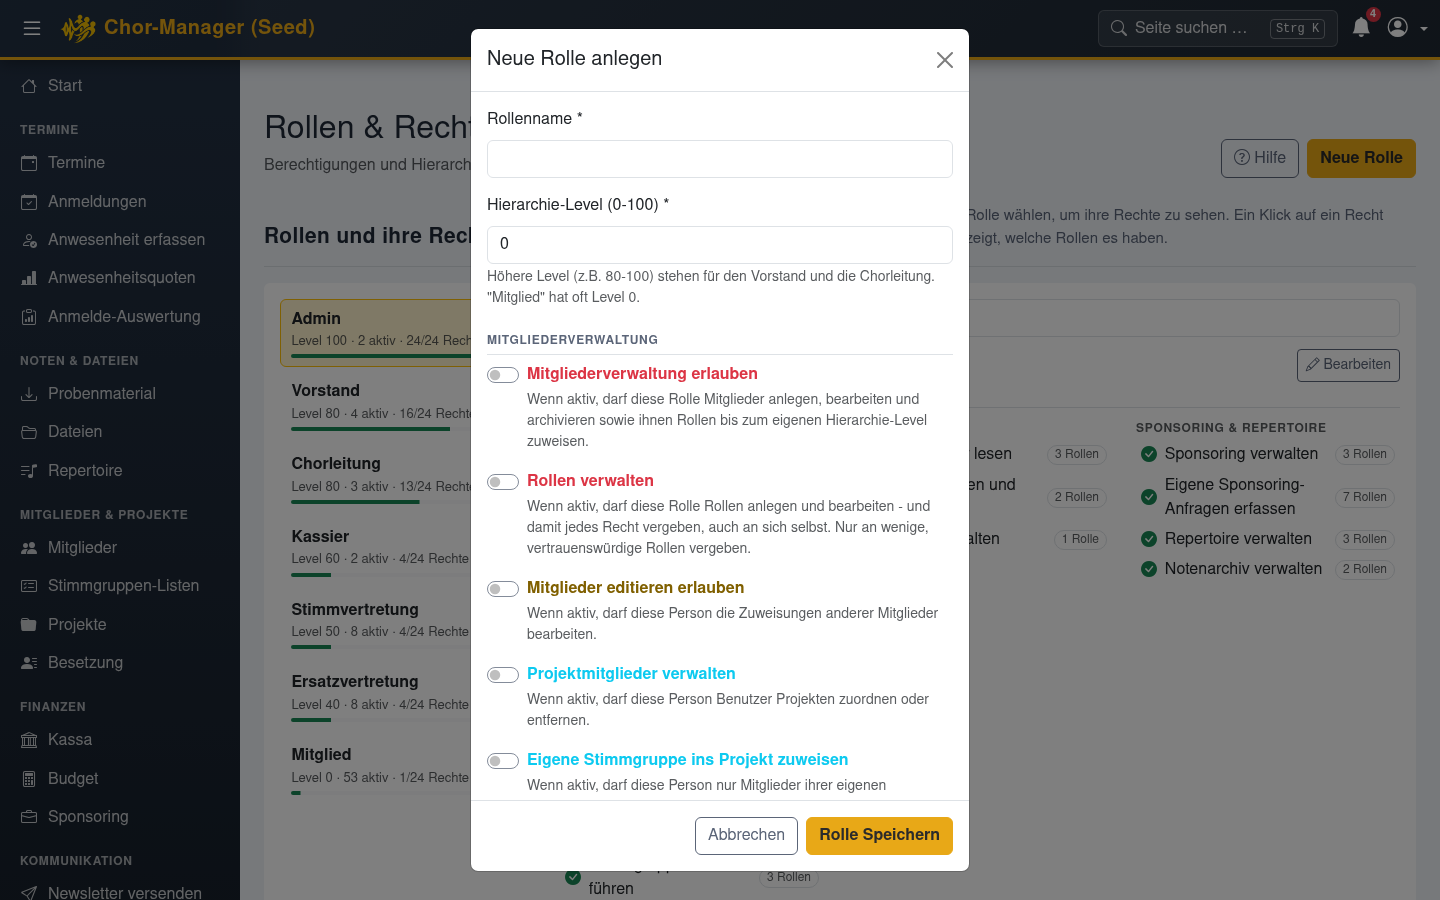 Chor-Manager (Seed)
Seite suchen ...
Strg K
4
Start
TERMINE
Termine
Anmeldungen
Anwesenheit erfassen
Anwesenheitsquoten
Anmelde-Auswertung
NOTEN & DATEIEN
Probenmaterial
Dateien
Repertoire
MITGLIEDER & PROJEKTE
Mitglieder
Stimmgruppen-Listen
Projekte
Besetzung
FINANZEN
Kassa
Budget
Sponsoring
KOMMUNIKATION
Newsletter versenden
Rollen & Recht
Berechtigungen und Hierarch
Hilfe
Neue Rolle
Rollen und ihre Rec
Rolle wählen, um ihre Rechte zu sehen. Ein Klick auf ein Recht
zeigt, welche Rollen es haben.
Admin
Level 100 · 2 aktiv · 24/24 Rech
Vorstand
Level 80 · 4 aktiv · 16/24 Rechte
Chorleitung
Level 80 · 3 aktiv · 13/24 Rechte
Kassier
Level 60 · 2 aktiv · 4/24 Rechte
Stimmvertretung
Level 50 · 8 aktiv · 4/24 Rechte
Ersatzvertretung
Level 40 · 8 aktiv · 4/24 Rechte
Mitglied
Level 0 · 53 aktiv · 1/24 Rechte
Bearbeiten
lesen
3 Rollen
en und
2 Rollen
alten
1 Rolle
SPONSORING & REPERTOIRE
Sponsoring verwalten
3 Rollen
Eigene Sponsoring-
Anfragen erfassen
7 Rollen
Repertoire verwalten
3 Rollen
Notenarchiv verwalten
2 Rollen
führen
3 Rollen
Neue Rolle anlegen
Rollenname *
Hierarchie-Level (0-100) *
0
Höhere Level (z.B. 80-100) stehen für den Vorstand und die Chorleitung.
"Mitglied" hat oft Level 0.
MITGLIEDERVERWALTUNG
Mitgliederverwaltung erlauben
Wenn aktiv, darf diese Rolle Mitglieder anlegen, bearbeiten und
archivieren sowie ihnen Rollen bis zum eigenen Hierarchie-Level
zuweisen.
Rollen verwalten
Wenn aktiv, darf diese Rolle Rollen anlegen und bearbeiten - und
damit jedes Recht vergeben, auch an sich selbst. Nur an wenige,
vertrauenswürdige Rollen vergeben.
Mitglieder editieren erlauben
Wenn aktiv, darf diese Person die Zuweisungen anderer Mitglieder
bearbeiten.
Projektmitglieder verwalten
Wenn aktiv, darf diese Person Benutzer Projekten zuordnen oder
entfernen.
Eigene Stimmgruppe ins Projekt zuweisen
Wenn aktiv, darf diese Person nur Mitglieder ihrer eigenen
Abbrechen
Rolle Speichern